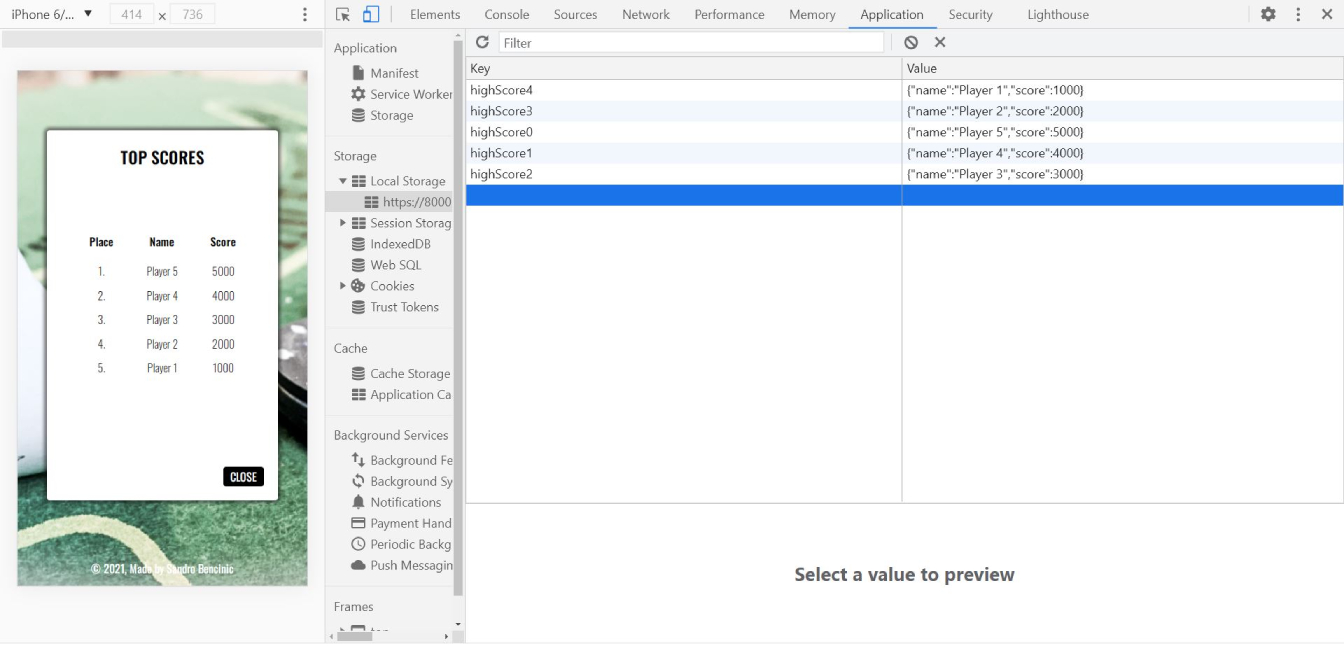 iPhone 6/... ▼ 414 x 736
Elements Console Sources Network Performance Memory Application Security Lighthouse
TOP SCORES
Place Name Score
1. Player 5 5000
2. Player 4 4000
3. Player 3 3000
4. Player 2 2000
5. Player 1 1000
CLOSE
© 2021, Made by Sandro Bencinic
Application
Manifest
Service Worker
Storage
Storage
Local Storage
https://8000
Session Storag
IndexedDB
Web SQL
Cookies
Trust Tokens
Cache
Cache Storage
Application Ca
Background Services
Background Fe
Background Sy
Notifications
Payment Hand
Periodic Backg
Push Messagin
Frames
top
Filter
Key Value
highScore4 {"name":"Player 1","score":1000}
highScore3 {"name":"Player 2","score":2000}
highScore0 {"name":"Player 5","score":5000}
highScore1 {"name":"Player 4","score":4000}
highScore2 {"name":"Player 3","score":3000}
Select a value to preview